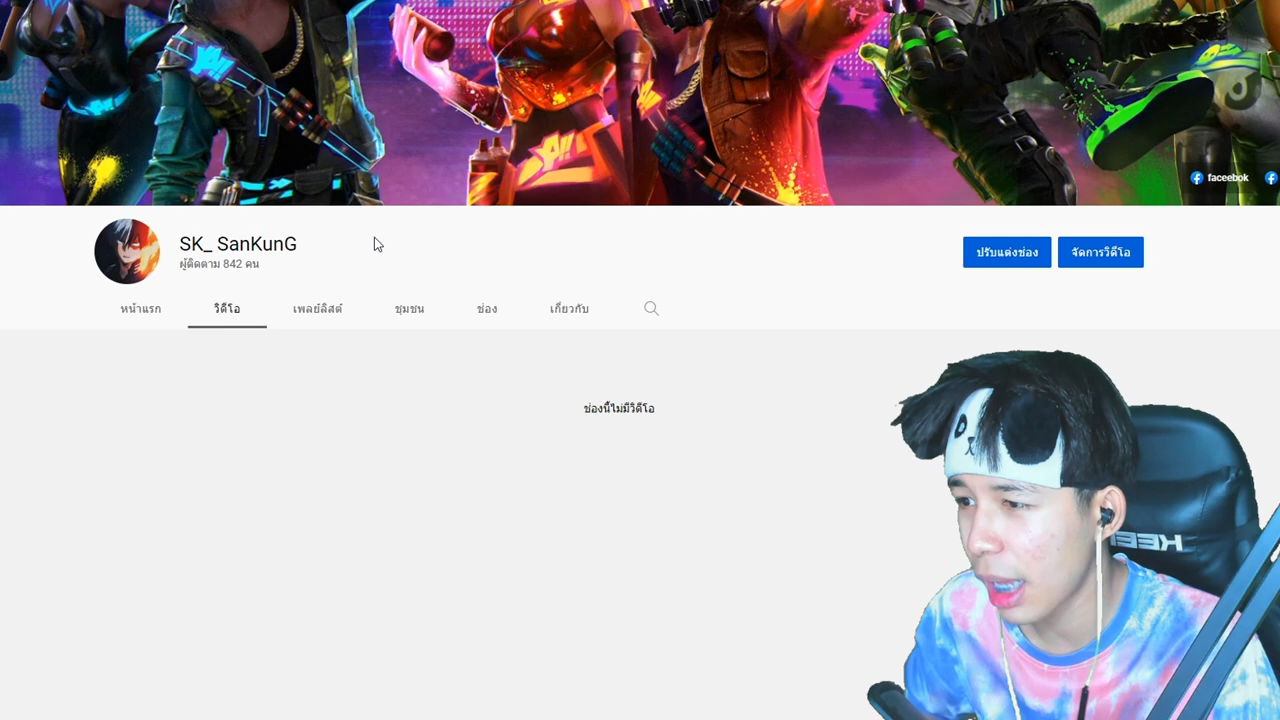 faceebok
SK_ SanKunG
ผู้ติดตาม 842 คน
ปรับแต่งช่อง
จัดการวิดีโอ
หน้าแรก
วิดีโอ
เพลย์ลิสต์
ชุมชน
ช่อง
เกี่ยวกับ
ช่องนี้ไม่มีวิดีโอ